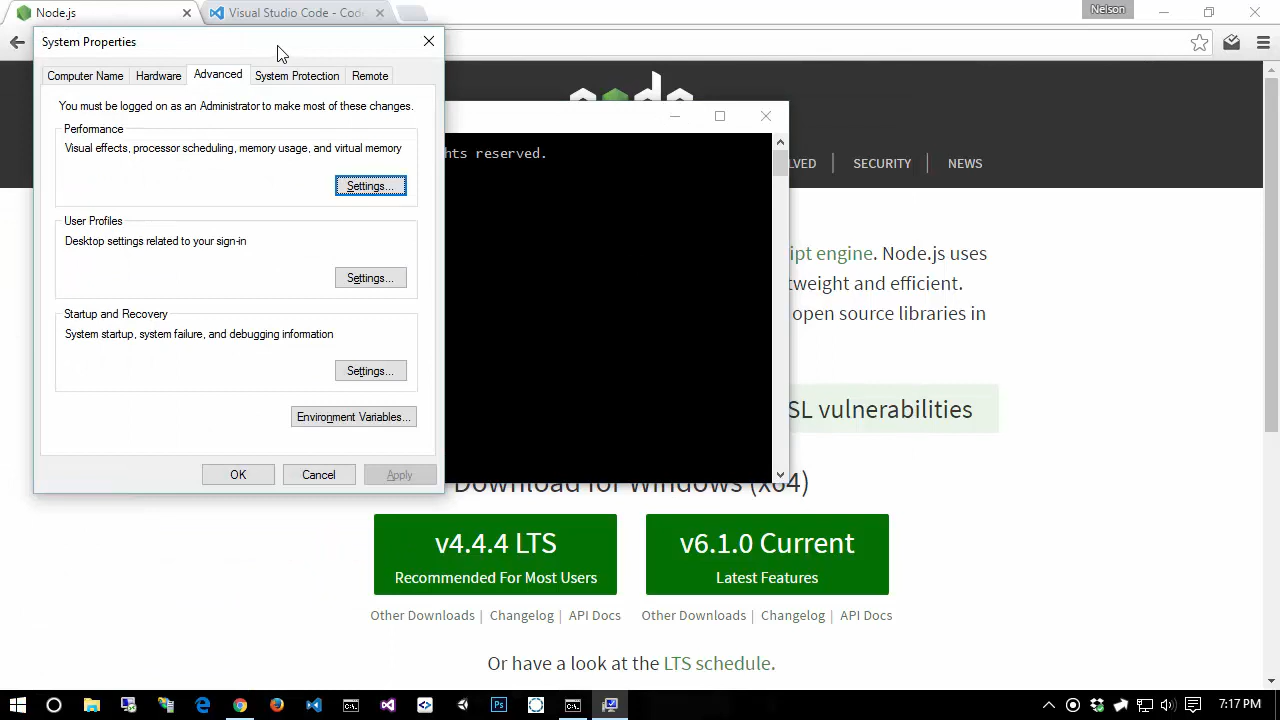 Node.js
Visual Studio Code - Cod
Nelson
System Properties
Computer Name
Hardware
Advanced
System Protection
Remote
You must be logged on as an Administrator to make most of these changes.
Performance
Visual effects, processor scheduling, memory usage, and virtual memory
Settings...
User Profiles
Desktop settings related to your sign-in
Settings...
Startup and Recovery
System startup, system failure, and debugging information
Settings...
Environment Variables...
OK
Cancel
Apply
hts reserved.
LVED
SECURITY
NEWS
ipt engine. Node.js uses
tweight and efficient.
open source libraries in
SL vulnerabilities
Download for Windows (x64)
v4.4.4 LTS
Recommended For Most Users
v6.1.0 Current
Latest Features
Other Downloads | Changelog | API Docs
Other Downloads | Changelog | API Docs
Or have a look at the LTS schedule.
Ps
7:17 PM